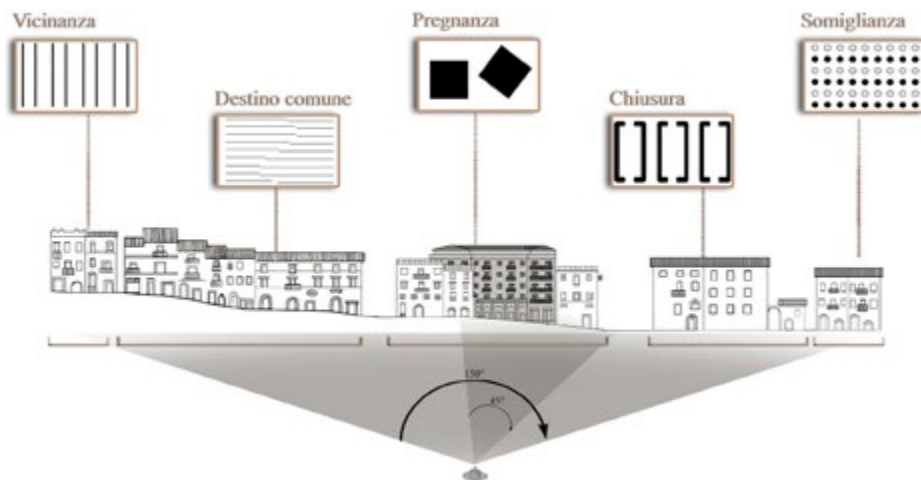 Vicinanza
Pregnanza
Somiglianza
Destino comune
Chiusura
150°
45°